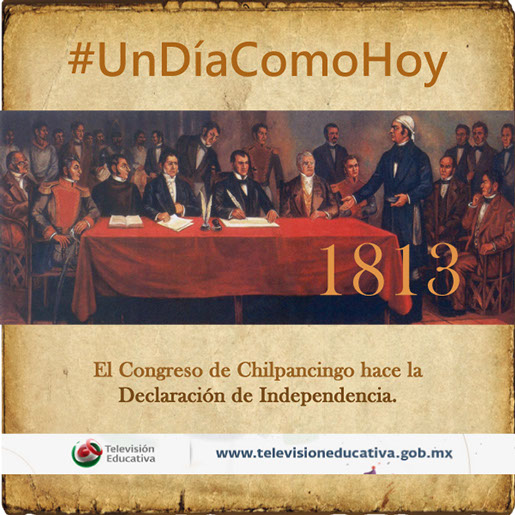 #UnDíaComoHoy
1813
El Congreso de Chilpancingo hace la
Declaración de Independencia.
Televisión
Educativa
www.televisioneducativa.gob.mx